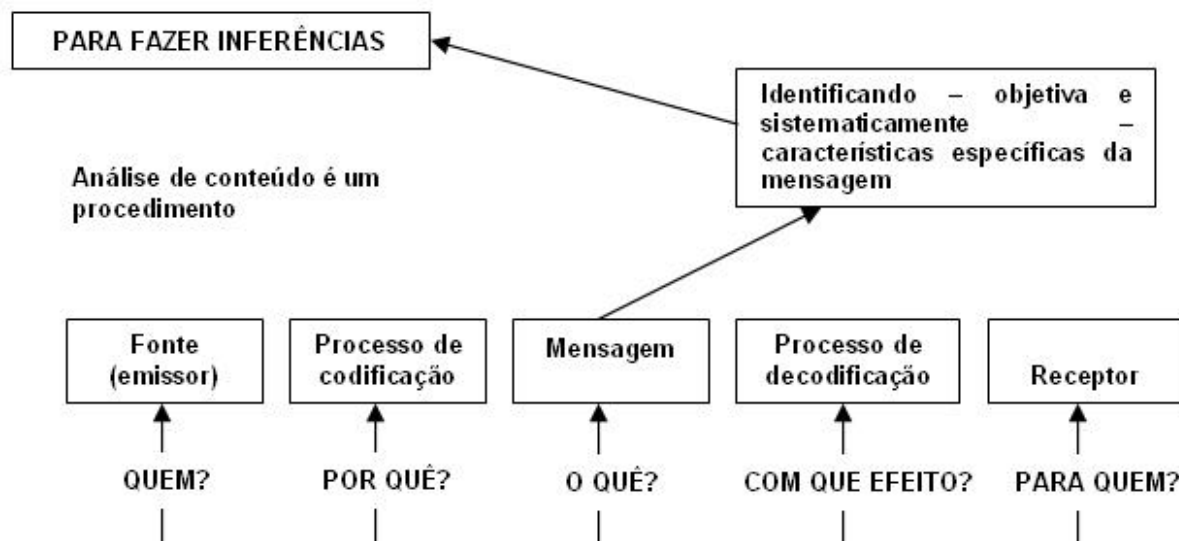 PARA FAZER INFERÊNCIAS
Identificando – objetiva e
sistematicamente –
características específicas da
mensagem
Análise de conteúdo é um
procedimento
Fonte
(emissor)
Processo de
codificação
Mensagem
Processo de
decodificação
Receptor
QUEM?
POR QUÊ?
O QUÊ?
COM QUE EFEITO?
PARA QUEM?